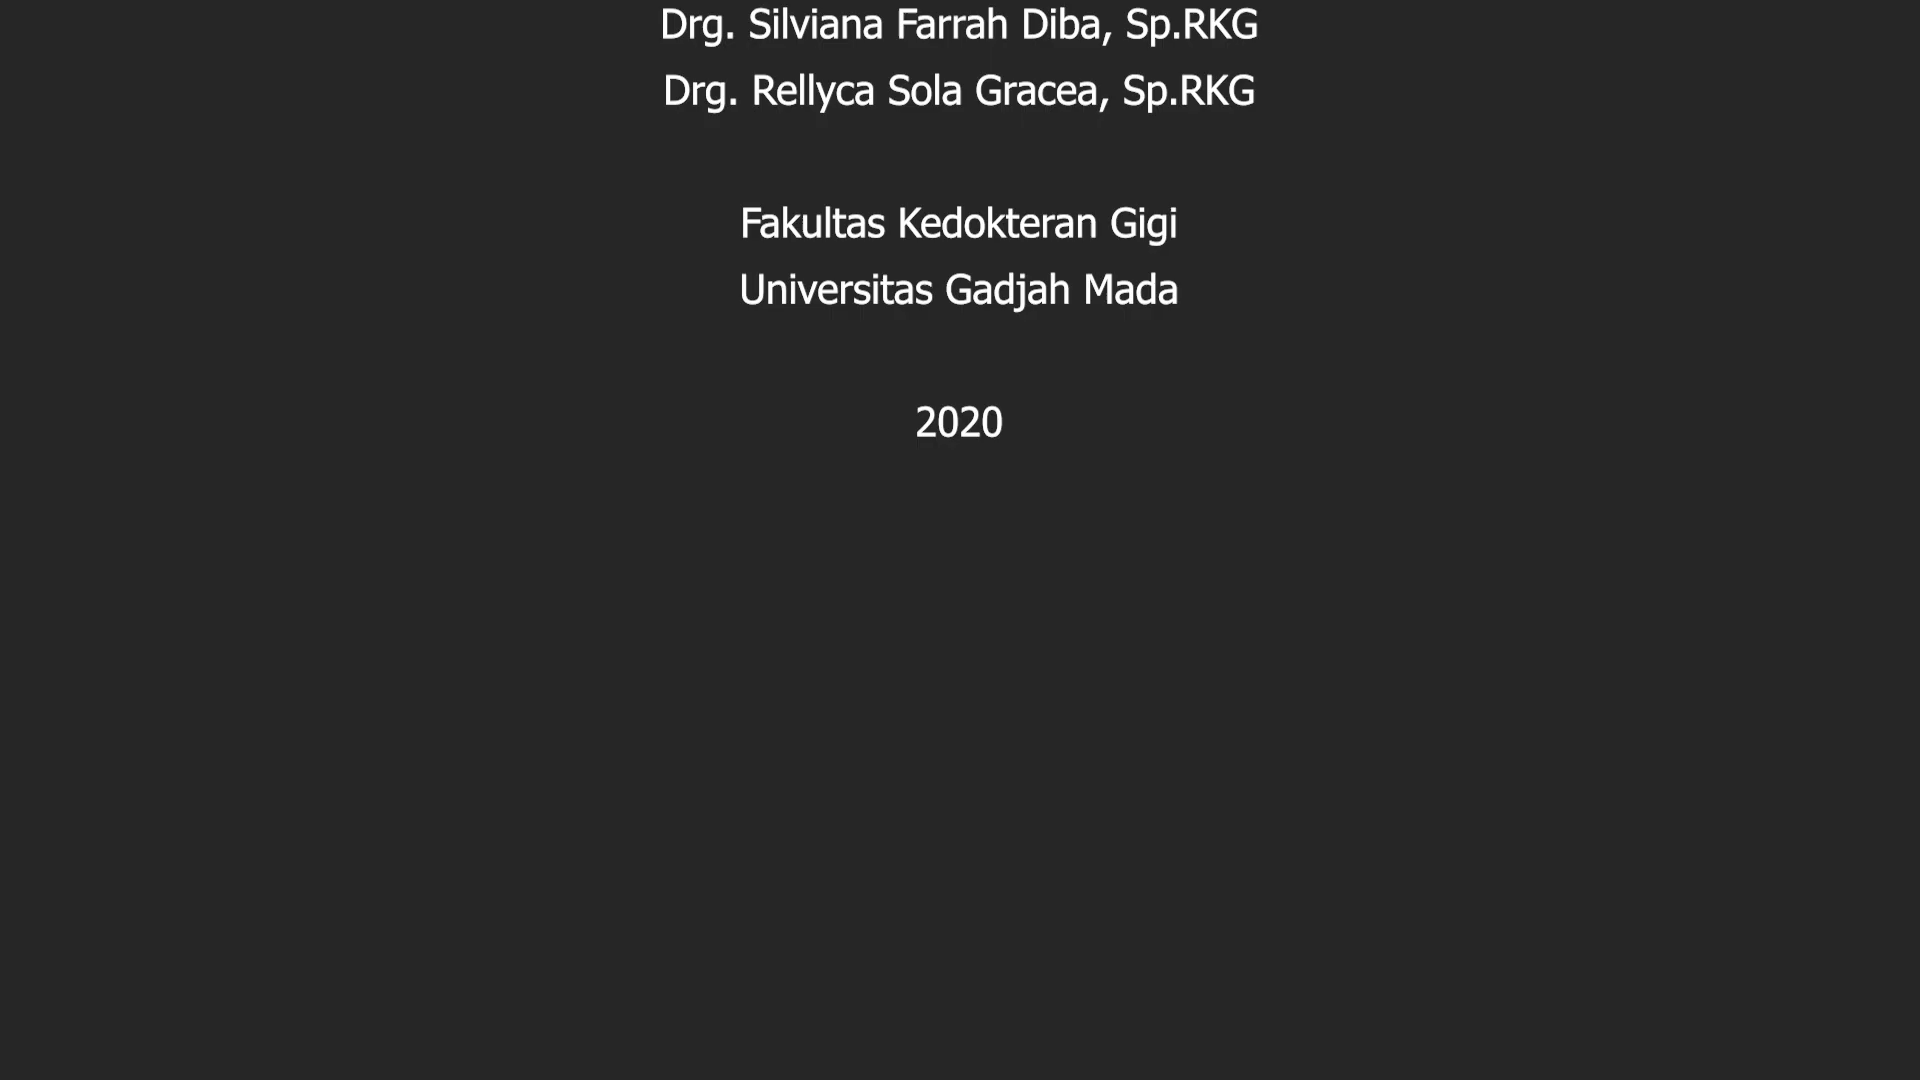 Drg. Silviana Farrah Diba, Sp.RKG
Drg. Rellyca Sola Gracea, Sp.RKG
Fakultas Kedokteran Gigi
Universitas Gadjah Mada
2020